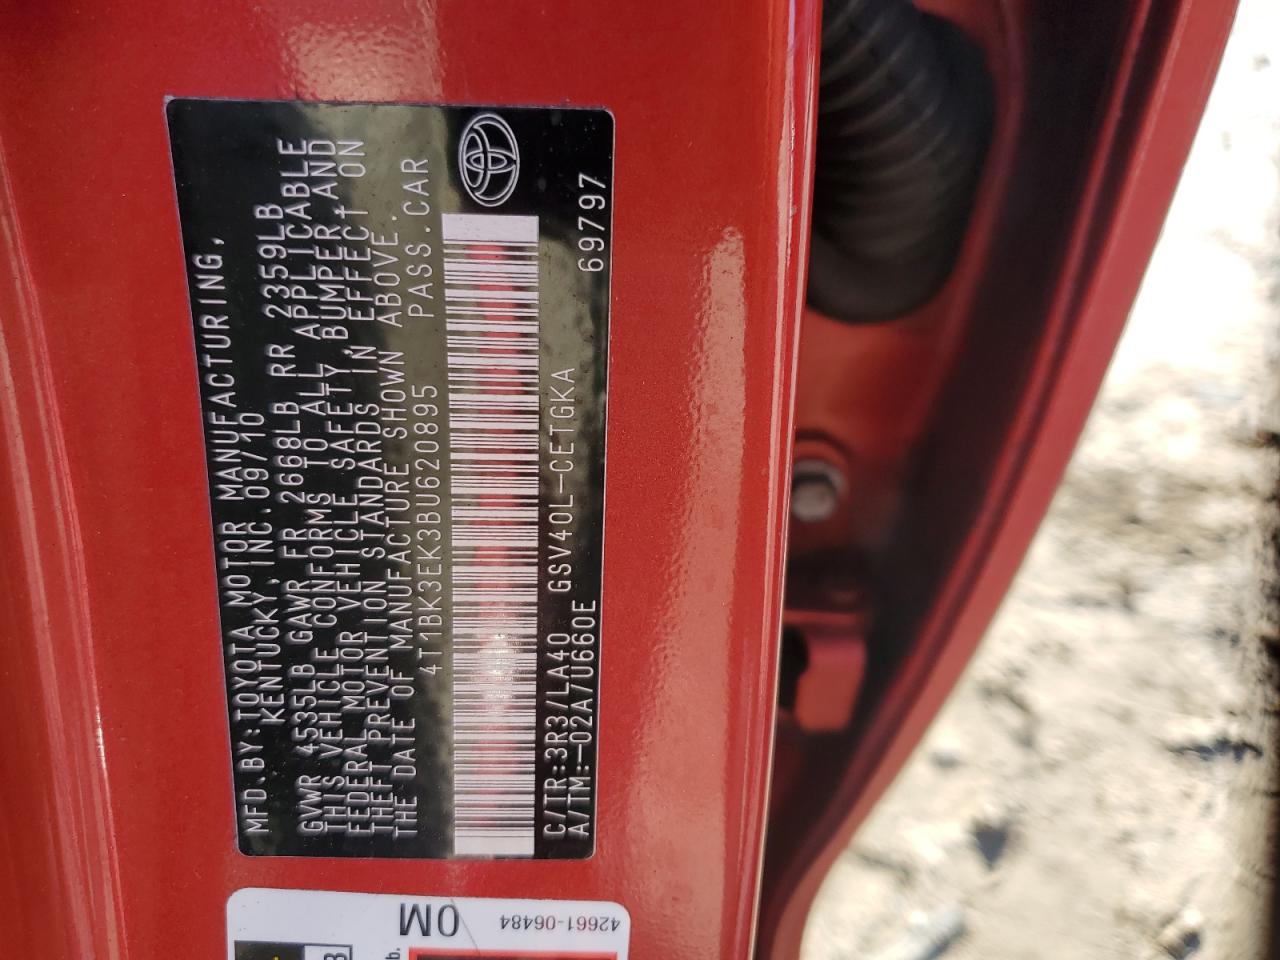 MFD.BY:TOYOTA MOTOR MANUFACTURING,
KENTUCKY, INC. 09/10
GVWR 4535LB GAWR FR 2668LB RR 2359LB
THIS VEHICLE CONFORMS TO ALL APPLICABLE
FEDERAL MOTOR VEHICLE SAFETY, BUMPER, AND
THEFT PREVENTION STANDARDS IN EFFECT ON
THE DATE OF MANUFACTURE SHOWN ABOVE.
4T1BK3EK3BU620895 PASS.CAR
C/TR:3R3/LA40 GSV40L-CETGKA
A/TM:-02A/U660E 69797
42661-06484
0M